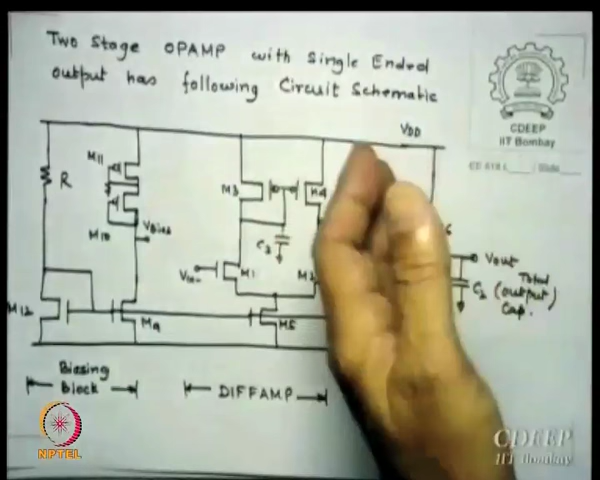 Two Stage OPAMP with Single Ended
output has following Circuit Schematic
CDEEP
IIT Bombay
VDD
M11
R
M3
M4
M10
VBias
C3
6
Vout
Vin-
M1
M2
C2 (Total output) Cap.
M12
M9
M5
Biasing block
DIFFAMP
NPTEL
CDEEP
IIT Bombay